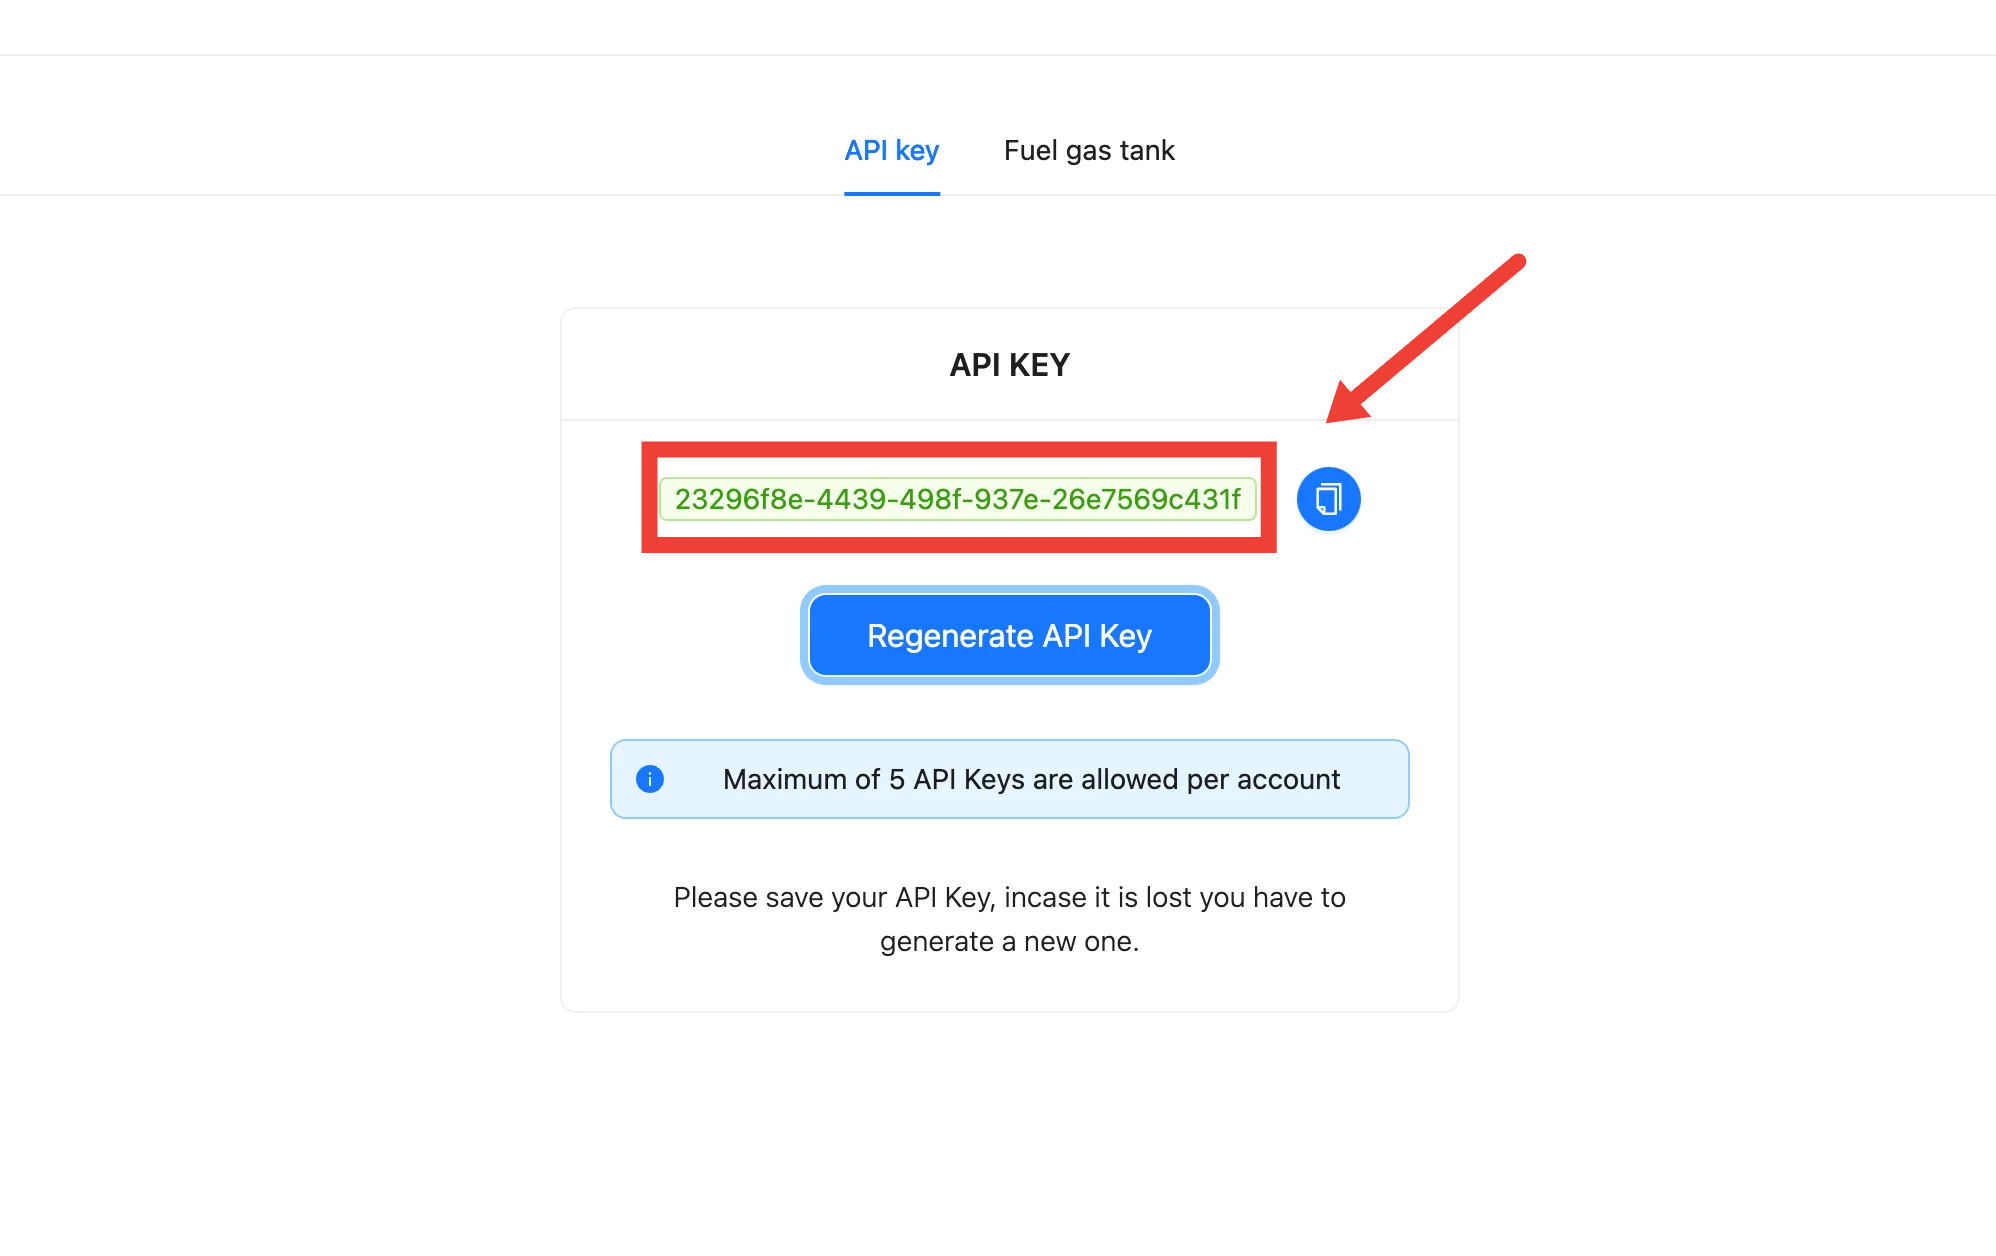 API key
Fuel gas tank
API KEY
23296f8e-4439-498f-937e-26e7569c431f
Regenerate API Key
Maximum of 5 API Keys are allowed per account
Please save your API Key, incase it is lost you have to
generate a new one.